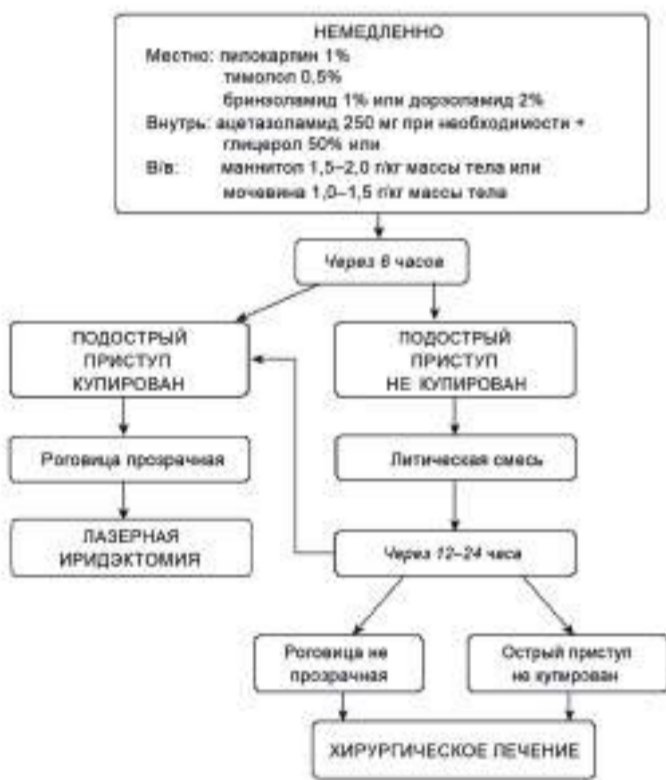 НЕМЕДЛЕННО
Местно: пилокарпин 1%
тимолол 0,5%
бринзоламид 1% или дорзоламид 2%
Внутрь: ацетазоламид 250 мг при необходимости +
глицерол 50% или
В/в: маннитол 1,5–2,0 г/кг массы тела или
мочевина 1,0–1,5 г/кг массы тела
Через 6 часов
ПОДОСТРЫЙ
ПРИСТУП
КУПИРОВАН
ПОДОСТРЫЙ
ПРИСТУП
НЕ КУПИРОВАН
Роговица прозрачная
Литическая смесь
ЛАЗЕРНАЯ
ИРИДЭКТОМИЯ
Через 12–24 часа
Роговица не
прозрачная
Острый приступ
не купирован
ХИРУРГИЧЕСКОЕ ЛЕЧЕНИЕ